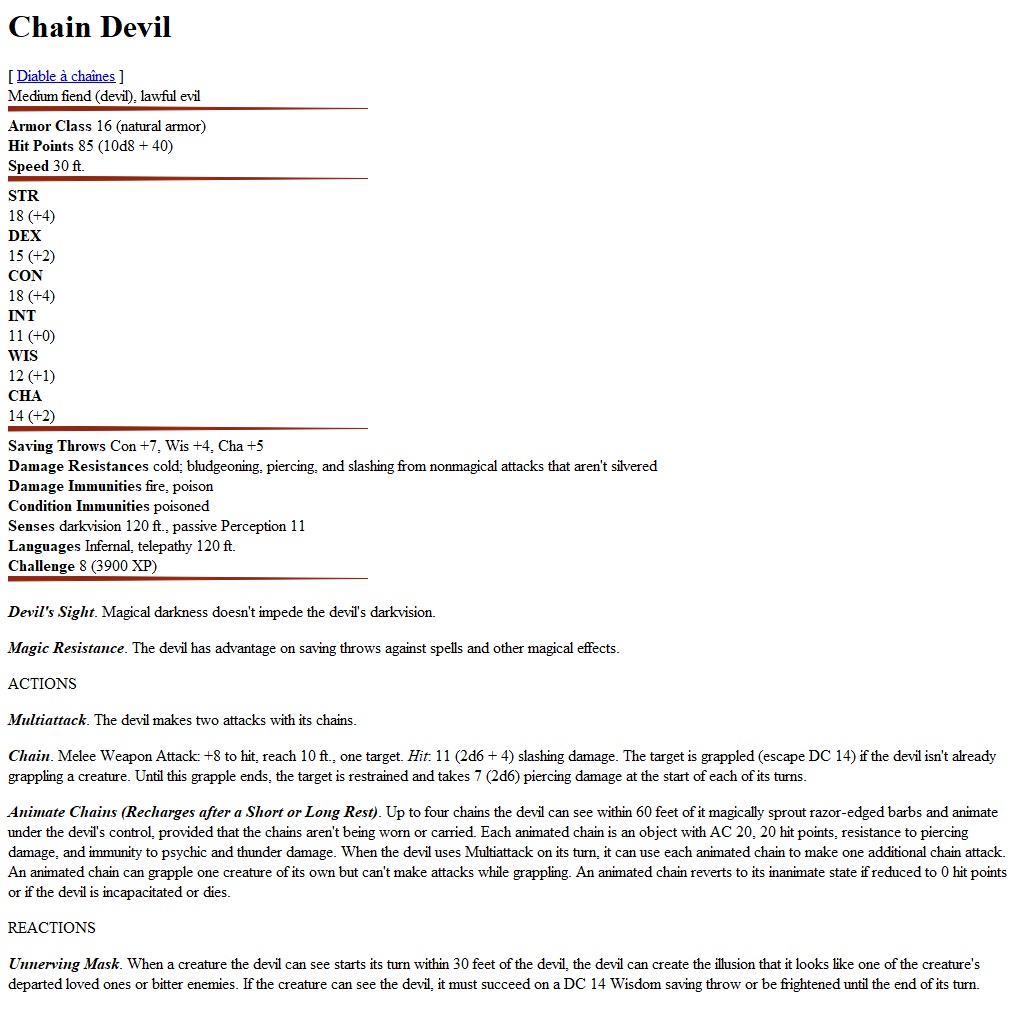 Chain Devil
[ Diable à chaînes ]
Medium fiend (devil), lawful evil
Armor Class 16 (natural armor)
Hit Points 85 (10d8 + 40)
Speed 30 ft.
STR
18 (+4)
DEX
15 (+2)
CON
18 (+4)
INT
11 (+0)
WIS
12 (+1)
CHA
14 (+2)
Saving Throws Con +7, Wis +4, Cha +5
Damage Resistances cold; bludgeoning, piercing, and slashing from nonmagical attacks that aren't silvered
Damage Immunities fire, poison
Condition Immunities poisoned
Senses darkvision 120 ft., passive Perception 11
Languages Infernal, telepathy 120 ft.
Challenge 8 (3900 XP)
Devil's Sight. Magical darkness doesn't impede the devil's darkvision.
Magic Resistance. The devil has advantage on saving throws against spells and other magical effects.
ACTIONS
Multiattack. The devil makes two attacks with its chains.
Chain. Melee Weapon Attack: +8 to hit, reach 10 ft., one target. Hit: 11 (2d6 + 4) slashing damage. The target is grappled (escape DC 14) if the devil isn't already
grappling a creature. Until this grapple ends, the target is restrained and takes 7 (2d6) piercing damage at the start of each of its turns.
Animate Chains (Recharges after a Short or Long Rest). Up to four chains the devil can see within 60 feet of it magically sprout razor-edged barbs and animate
under the devil's control, provided that the chains aren't being worn or carried. Each animated chain is an object with AC 20, 20 hit points, resistance to piercing
damage, and immunity to psychic and thunder damage. When the devil uses Multiattack on its turn, it can use each animated chain to make one additional chain attack.
An animated chain can grapple one creature of its own but can't make attacks while grappling. An animated chain reverts to its inanimate state if reduced to 0 hit points
or if the devil is incapacitated or dies.
REACTIONS
Unnerving Mask. When a creature the devil can see starts its turn within 30 feet of the devil, the devil can create the illusion that it looks like one of the creature's
departed loved ones or bitter enemies. If the creature can see the devil, it must succeed on a DC 14 Wisdom saving throw or be frightened until the end of its turn.